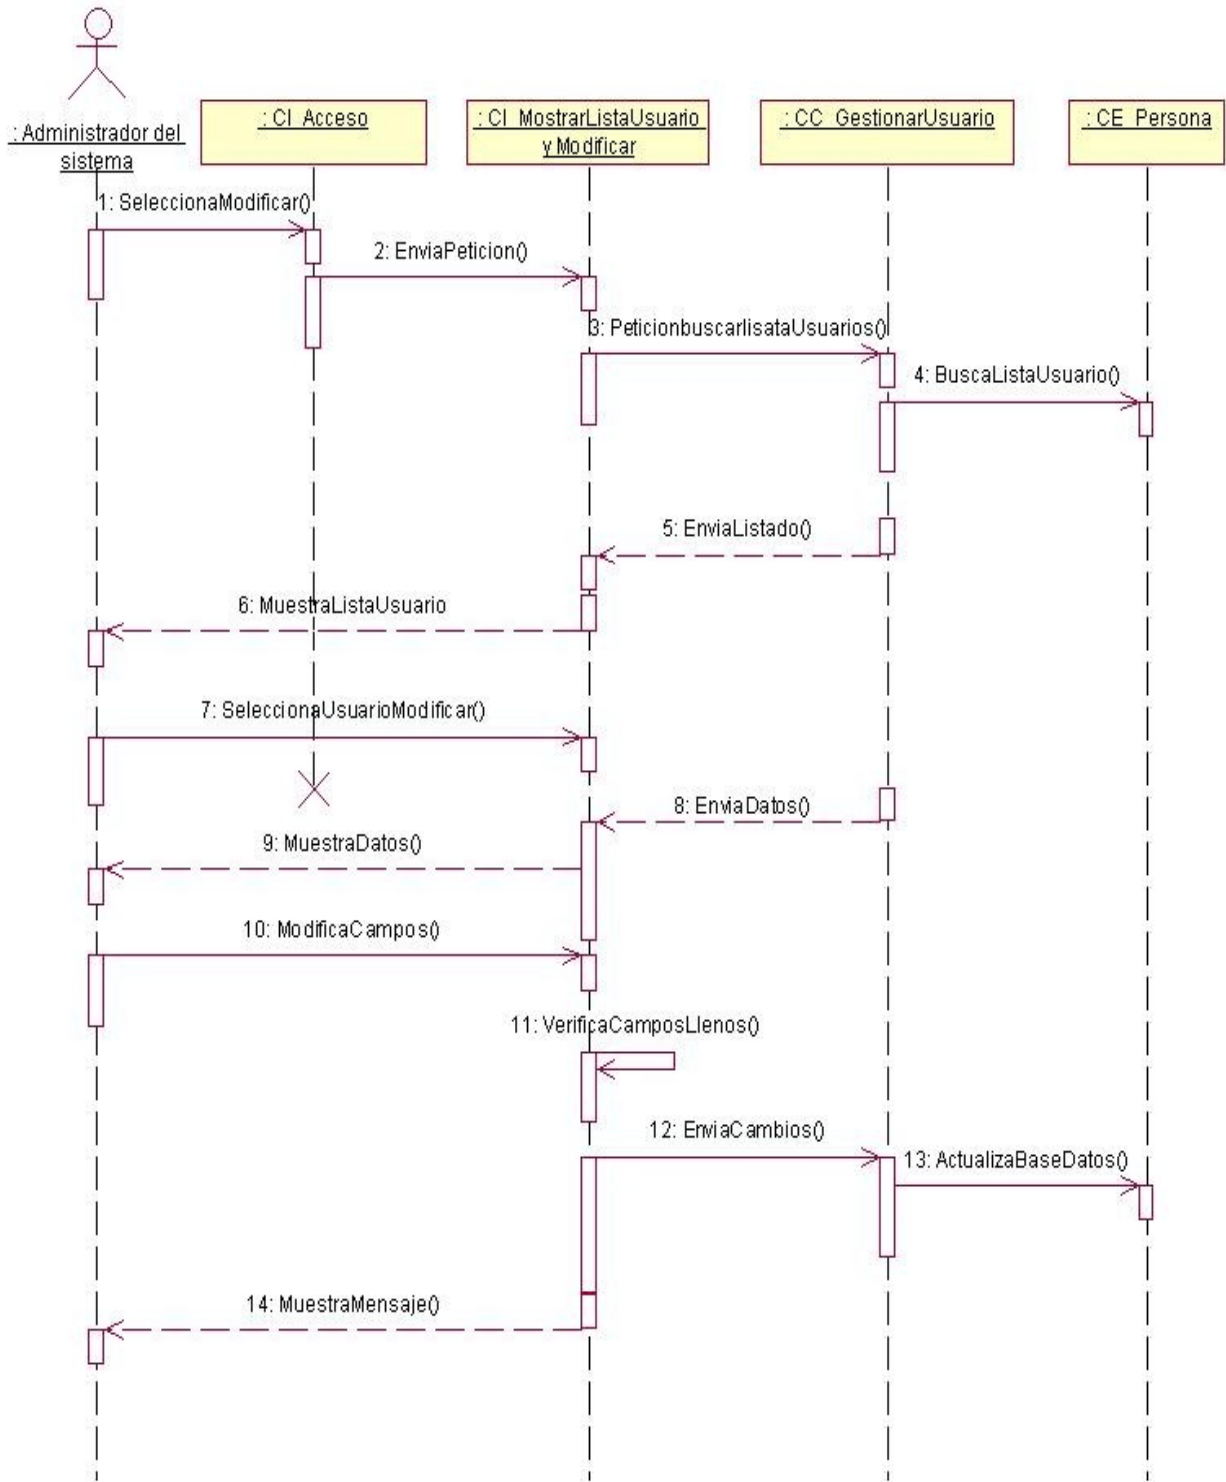 : Administrador del
sistema
: CI_Acceso
: CI_MostrarListaUsuario
y Modificar
: CC_GestionarUsuario
: CE_Persona
1: SeleccionaModificar()
2: EnviaPeticion()
3: PeticionbuscarlisataUsuarios()
4: BuscaListaUsuario()
5: EnviaListado()
6: MuestraListaUsuario
7: SeleccionaUsuarioModificar()
8: EnviaDatos()
9: MuestraDatos()
10: ModificaCampos()
11: VerificaCamposLlenos()
12: EnviaCambios()
13: ActualizaBaseDatos()
14: MuestraMensaje()